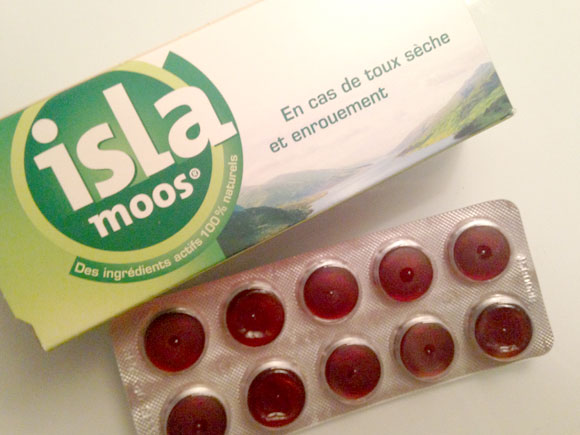 isla
moos®
Des ingrédients actifs 100% naturels
En cas de toux sèche
et enrouement